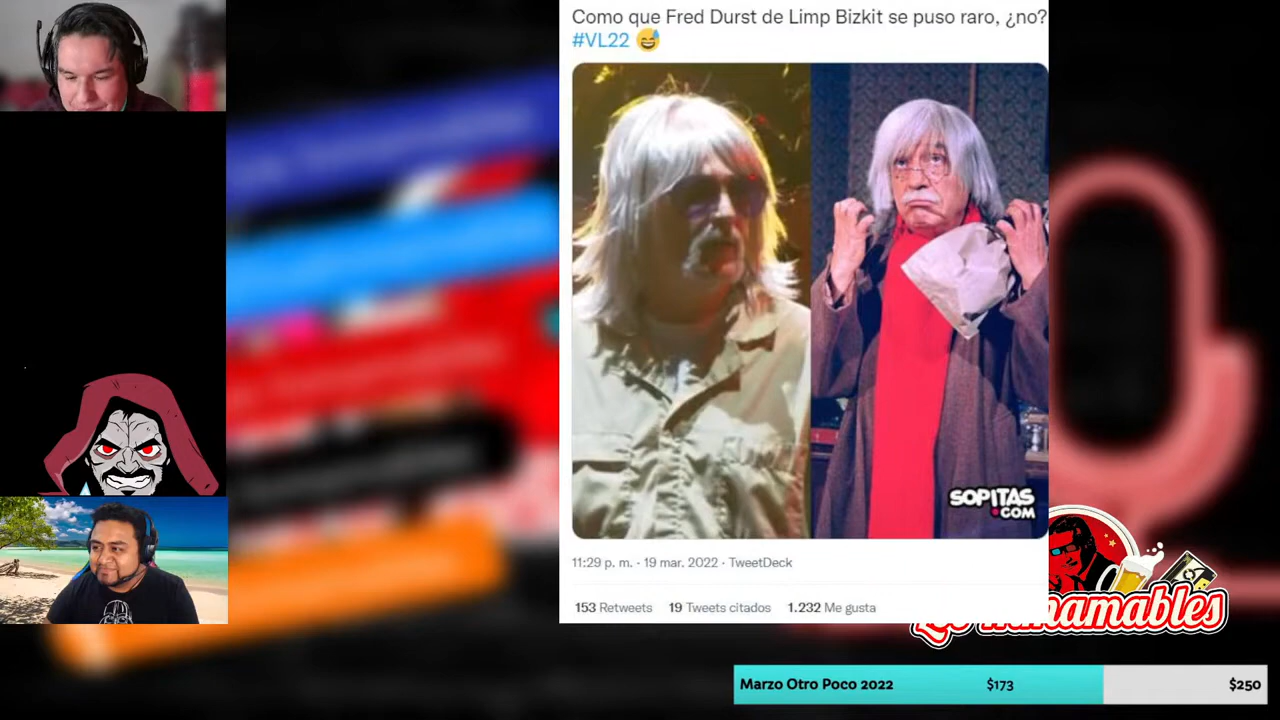 Como que Fred Durst de Limp Bizkit se puso raro, ¿no?
#VL22 😅
SOPITAS
.COM
11:29 p. m. · 19 mar. 2022 · TweetDeck
153 Retweets 19 Tweets citados 1.232 Me gusta
Marzo Otro Poco 2022 $173 $250